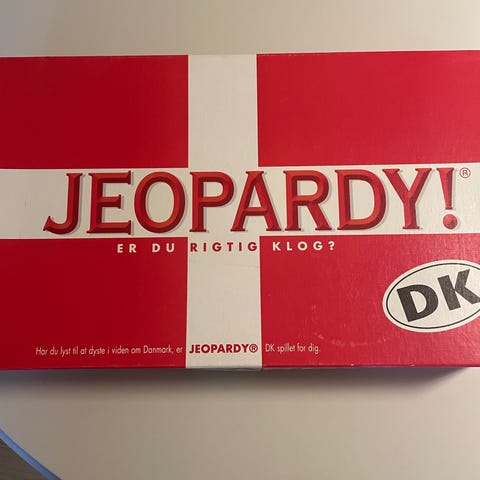 JEOPARDY!®
ER DU RIGTIG KLOG?
DK
Har du lyst til at dyste i viden om Danmark, er JEOPARDY® DK spillet for dig.